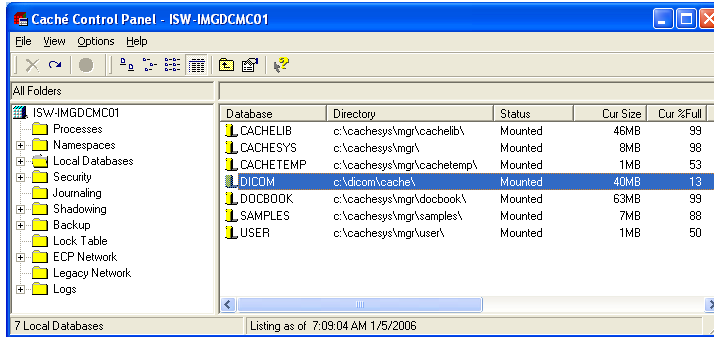 Caché Control Panel - ISW-IMGDCMC01
File View Options Help
All Folders
ISW-IMGDCMC01
Processes
Namespaces
Local Databases
Security
Journaling
Shadowing
Backup
Lock Table
ECP Network
Legacy Network
Logs
Database Directory Status Cur Size Cur %Full
CACHELIB c:\cachesys\mgr\cachelib\ Mounted 46MB 99
CACHESYS c:\cachesys\mgr\ Mounted 8MB 98
CACHETEMP c:\cachesys\mgr\cachetemp\ Mounted 1MB 53
DICOM c:\dicom\cache\ Mounted 40MB 13
DOCBOOK c:\cachesys\mgr\docbook\ Mounted 63MB 99
SAMPLES c:\cachesys\mgr\samples\ Mounted 7MB 88
USER c:\cachesys\mgr\user\ Mounted 1MB 50
7 Local Databases
Listing as of 7:09:04 AM 1/5/2006